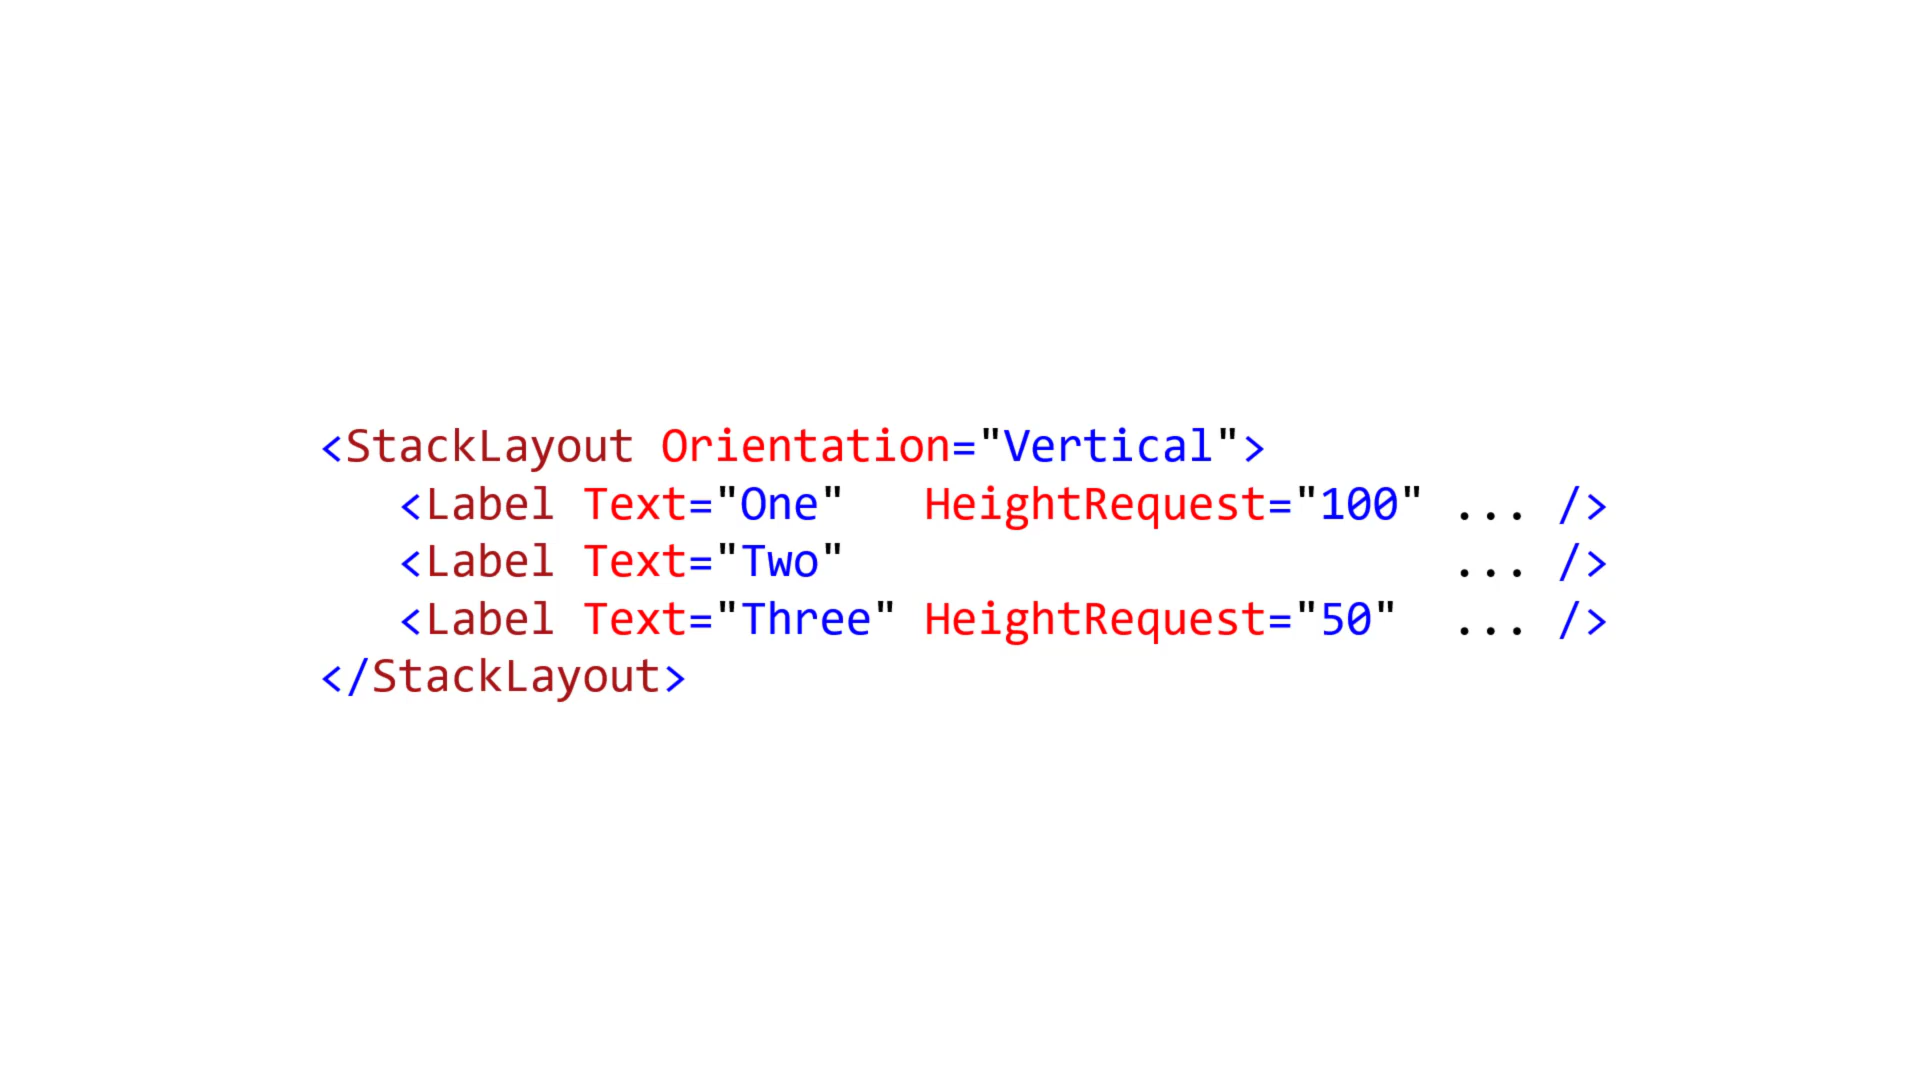 <StackLayout Orientation="Vertical">
   <Label Text="One"   HeightRequest="100" ... />
   <Label Text="Two"                       ... />
   <Label Text="Three" HeightRequest="50"  ... />
</StackLayout>